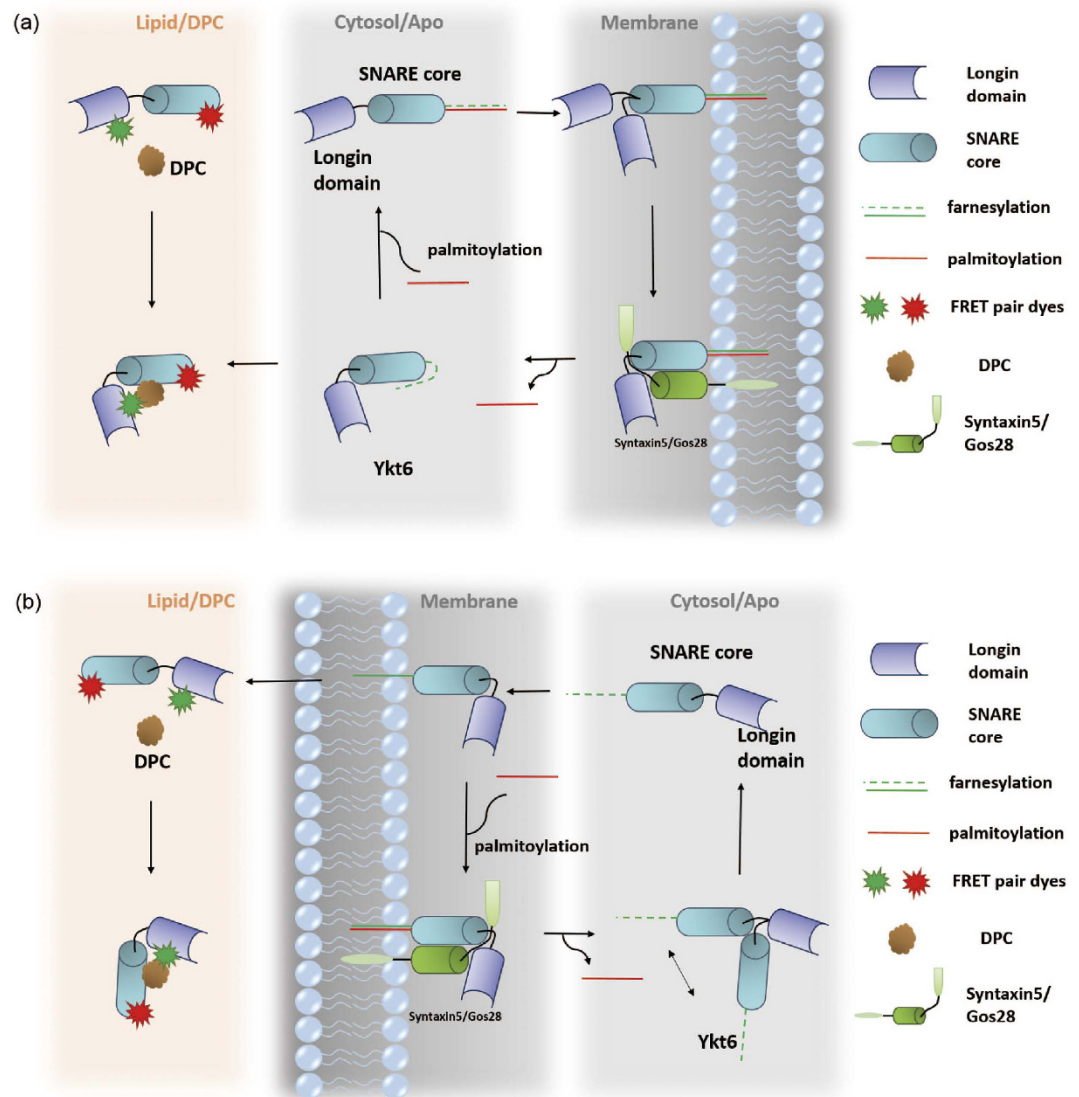 (a)
Lipid/DPC
Cytosol/Apo
Membrane
SNARE core
Longin
domain
DPC
palmitoylation
Ykt6
Syntaxin5/Gos28
Longin
domain
SNARE
core
farnesylation
palmitoylation
FRET pair dyes
DPC
Syntaxin5/
Gos28
(b)
Lipid/DPC
Membrane
Cytosol/Apo
SNARE core
Longin
domain
DPC
palmitoylation
Syntaxin5/Gos28
Ykt6
Longin
domain
SNARE
core
farnesylation
palmitoylation
FRET pair dyes
DPC
Syntaxin5/
Gos28